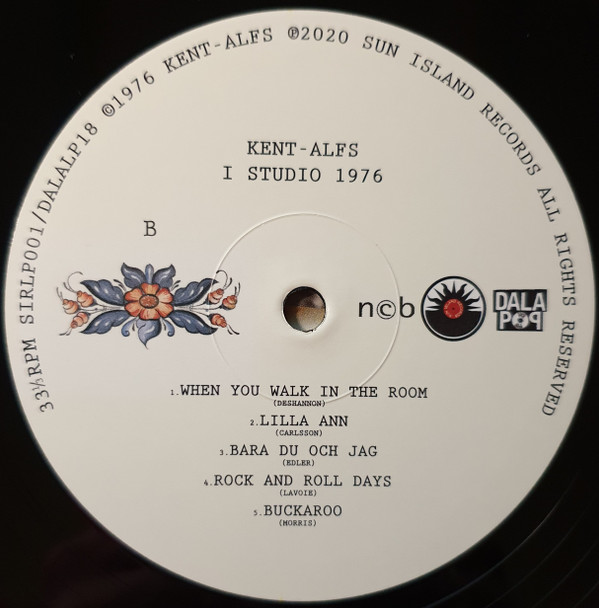 33⅓RPM SIRLP001/DALALP18 ©1976 KENT-ALFS ℗2020 SUN ISLAND RECORDS ALL RIGHTS RESERVED
KENT-ALFS
I STUDIO 1976
B
n©b
DALA
POP
1.WHEN YOU WALK IN THE ROOM
(DESHANNON)
2.LILLA ANN
(CARLSSON)
3.BARA DU OCH JAG
(EDLER)
4.ROCK AND ROLL DAYS
(LAVOIE)
5.BUCKAROO
(MORRIS)